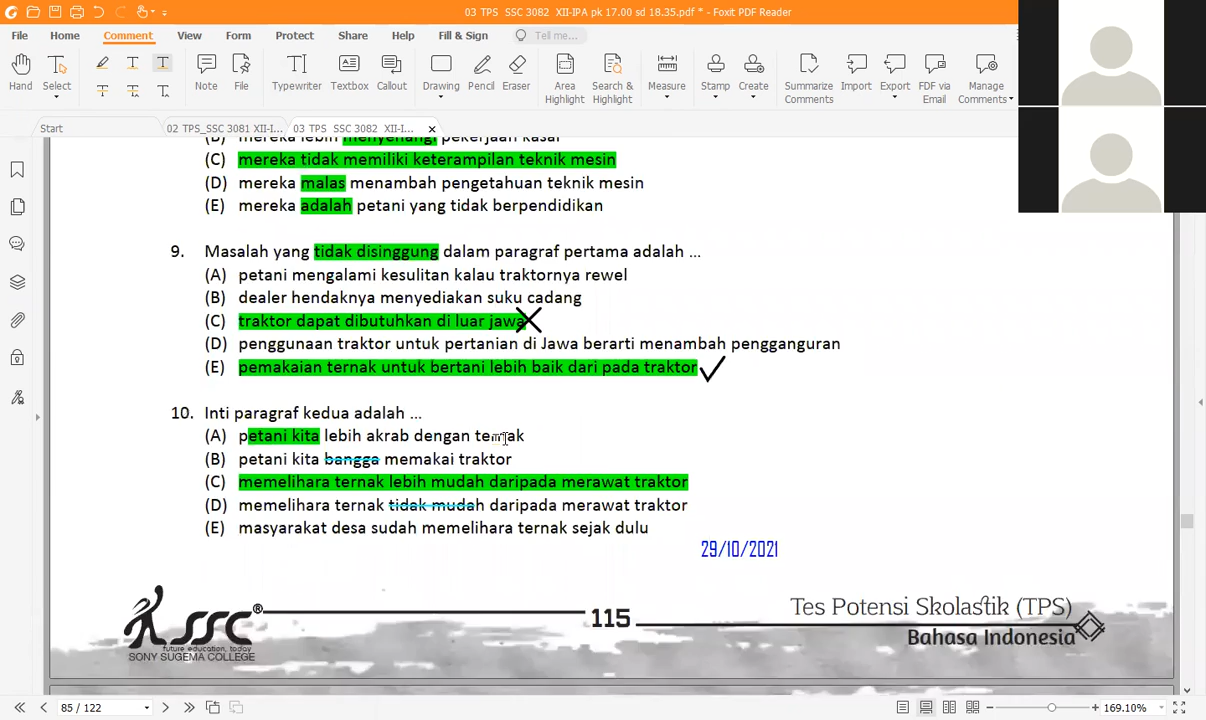 03 TPS SSC 3082 XII-IPA pk 17.00 sd 18.35.pdf * - Foxit PDF Reader
File Home Comment View Form Protect Share Help Fill & Sign Tell me...
Hand Select Note File Typewriter Textbox Callout Drawing Pencil Eraser Area Highlight Search & Highlight Measure Stamp Create Summarize Comments Import Export FDF via Email Manage Comments
Start 02 TPS_SSC 3081 XII-I... 03 TPS SSC 3082 XII-I...
(B) mereka lebih menyenangi pekerjaan kasar
(C) mereka tidak memiliki keterampilan teknik mesin
(D) mereka malas menambah pengetahuan teknik mesin
(E) mereka adalah petani yang tidak berpendidikan
9. Masalah yang tidak disinggung dalam paragraf pertama adalah ...
(A) petani mengalami kesulitan kalau traktornya rewel
(B) dealer hendaknya menyediakan suku cadang
(C) traktor dapat dibutuhkan di luar jawa
(D) penggunaan traktor untuk pertanian di Jawa berarti menambah pengganguran
(E) pemakaian ternak untuk bertani lebih baik dari pada traktor
10. Inti paragraf kedua adalah ...
(A) petani kita lebih akrab dengan ternak
(B) petani kita bangga memakai traktor
(C) memelihara ternak lebih mudah daripada merawat traktor
(D) memelihara ternak tidak mudah daripada merawat traktor
(E) masyarakat desa sudah memelihara ternak sejak dulu
29/10/2021
SSC ®
future education, today
SONY SUGEMA COLLEGE
115
Tes Potensi Skolastik (TPS)
Bahasa Indonesia
85 / 122
169.10%